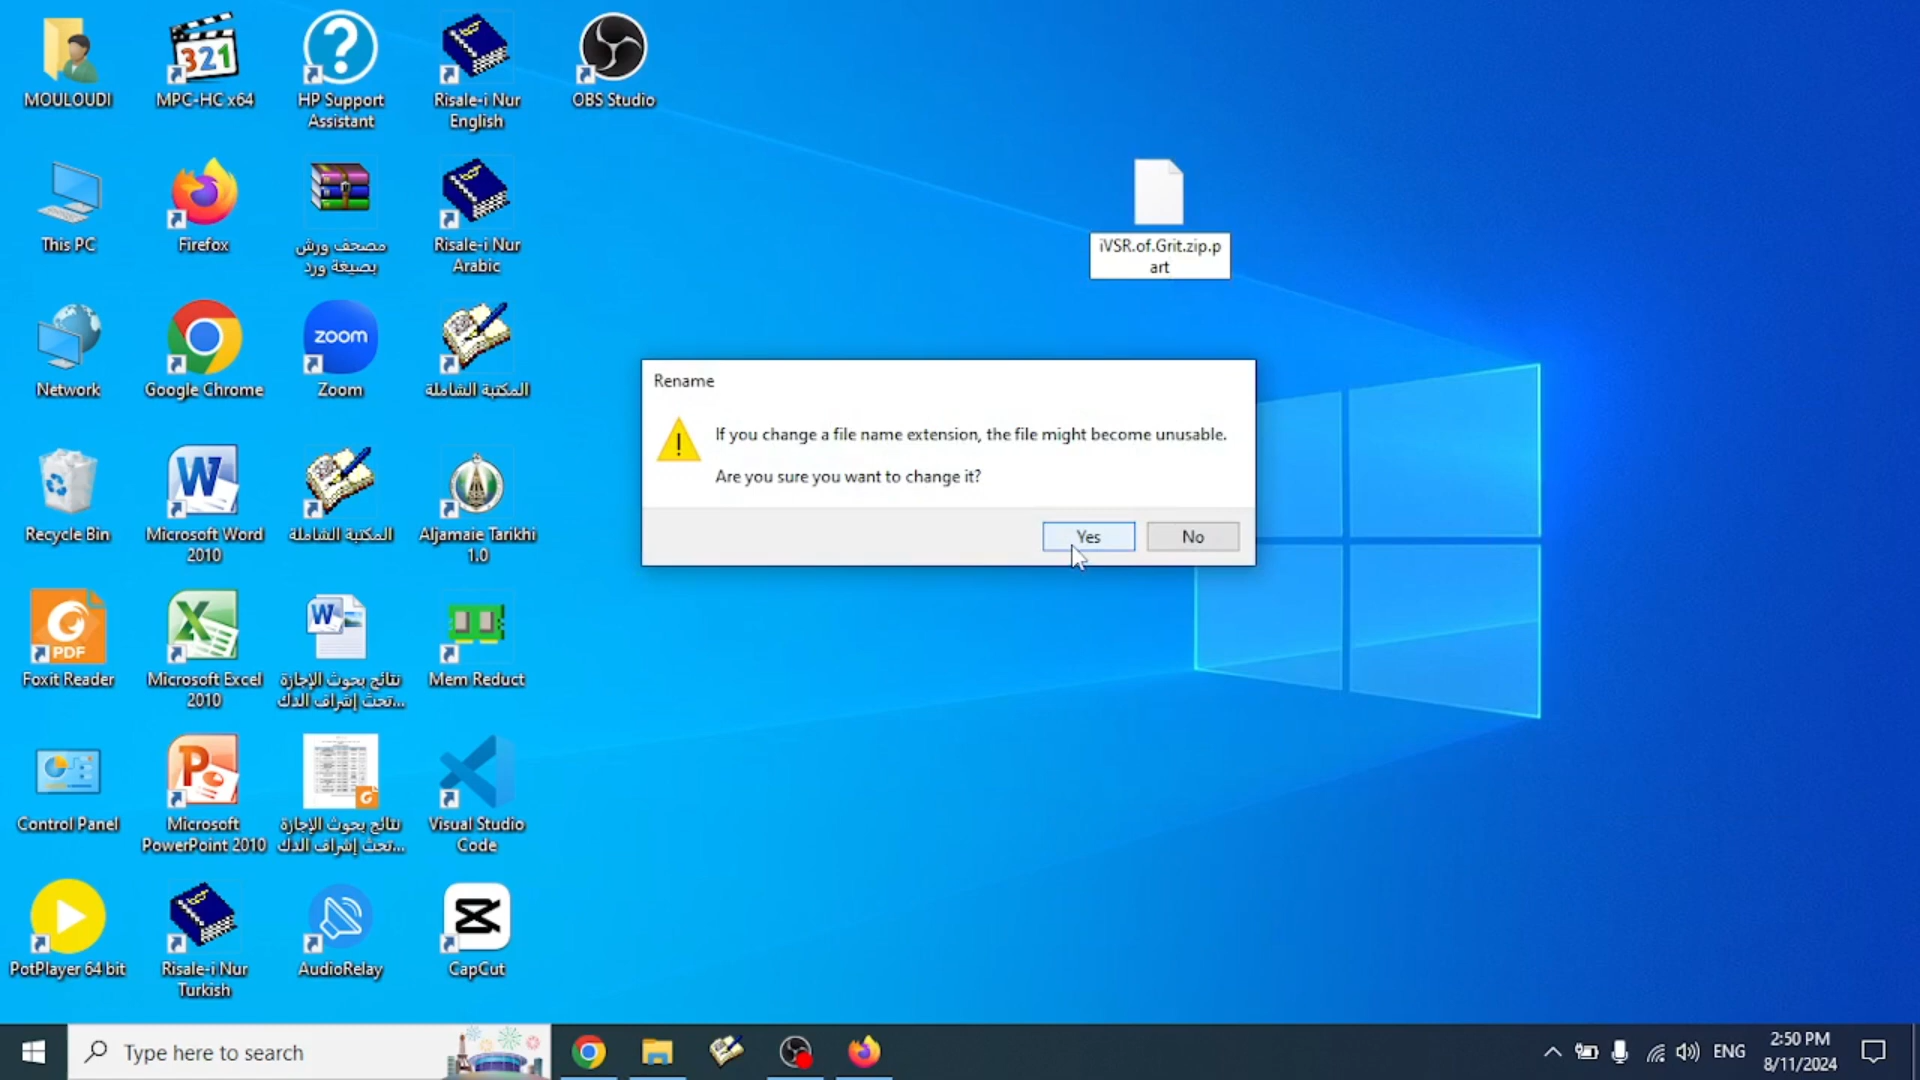 MOULOUDI
MPC-HC x64
HP Support
Assistant
Risale-i Nur
English
OBS Studio
This PC
Firefox
مصحف ورش
بصيغة ورد
Risale-i Nur
Arabic
iVSR.of.Grit.zip.p
art
Network
Google Chrome
zoom
Zoom
المكتبة الشاملة
Rename
If you change a file name extension, the file might become unusable.
Are you sure you want to change it?
Yes
No
Recycle Bin
Microsoft Word
2010
المكتبة الشاملة
Aljamaie Tarikhi
1.0
PDF
Foxit Reader
Microsoft Excel
2010
نتائج بحوث الإجازة
تحث إشراف الدك...
Mem Reduct
Control Panel
Microsoft
PowerPoint 2010
نتائج بحوث الإجازة
تحث إشراف الدك...
Visual Studio
Code
PotPlayer 64 bit
Risale-i Nur
Turkish
AudioRelay
CapCut
Type here to search
ENG
2:50 PM
8/11/2024